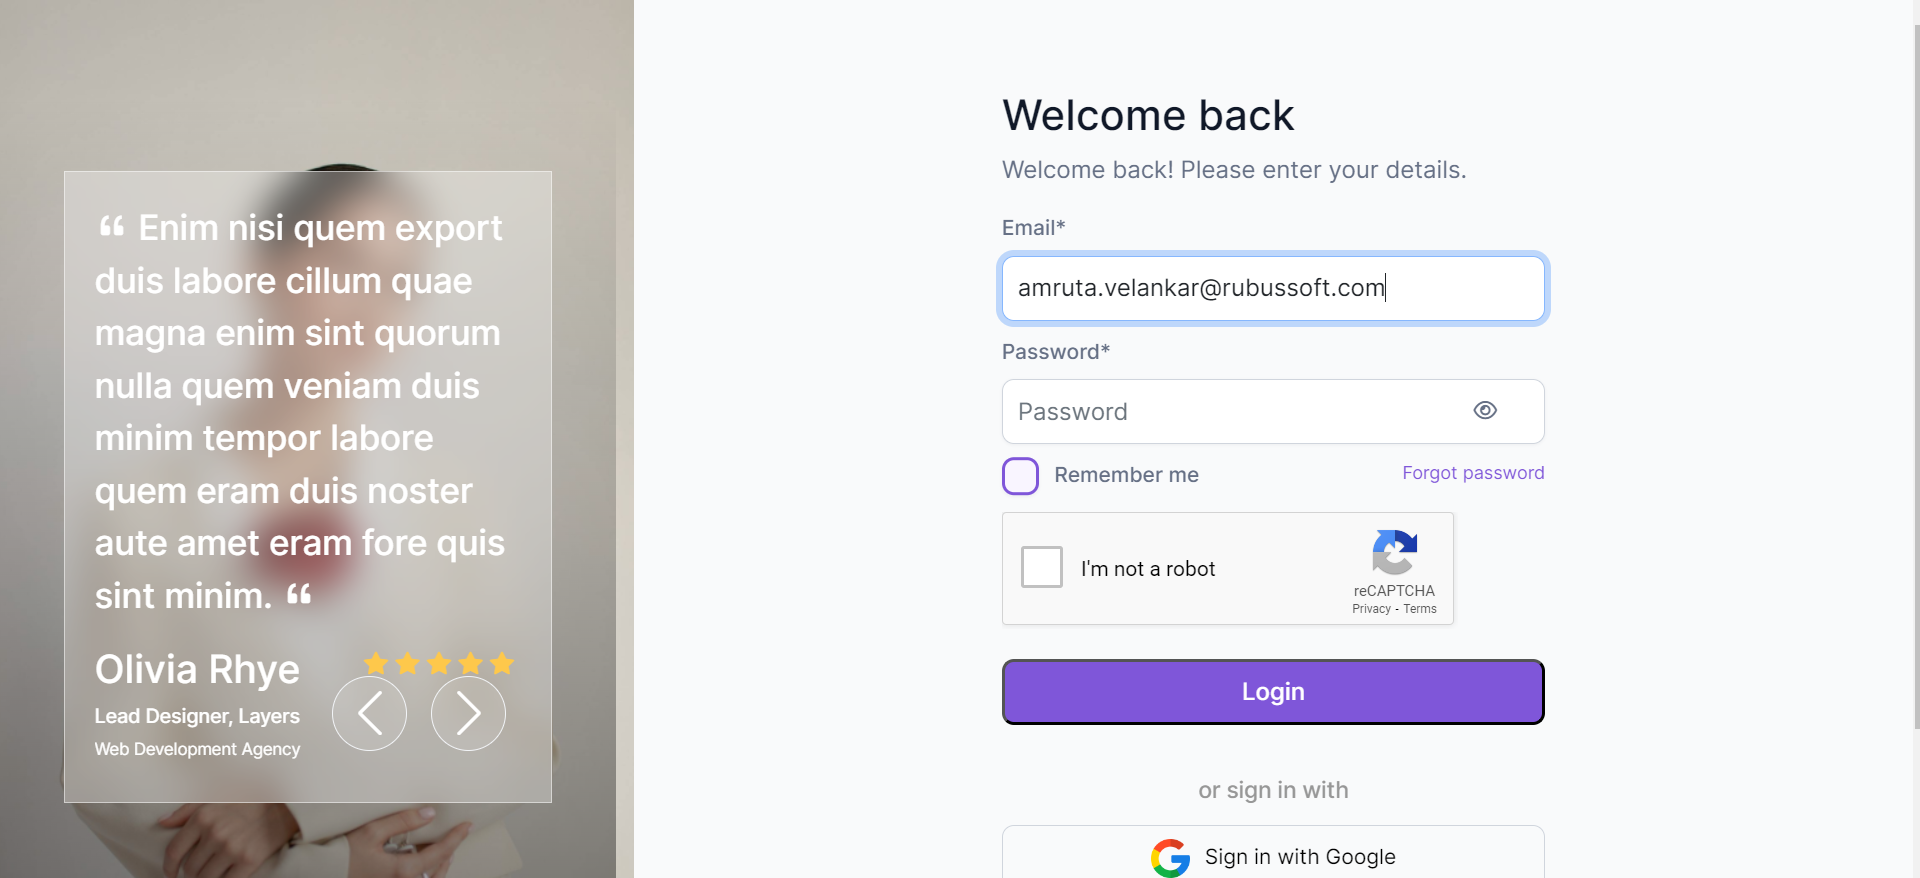 “ Enim nisi quem export
duis labore cillum quae
magna enim sint quorum
nulla quem veniam duis
minim tempor labore
quem eram duis noster
aute amet eram fore quis
sint minim. “
Olivia Rhye
Lead Designer, Layers
Web Development Agency
Welcome back
Welcome back! Please enter your details.
Email*
amruta.velankar@rubussoft.com
Password*
Password
Remember me
Forgot password
I'm not a robot
reCAPTCHA
Privacy - Terms
Login
or sign in with
Sign in with Google